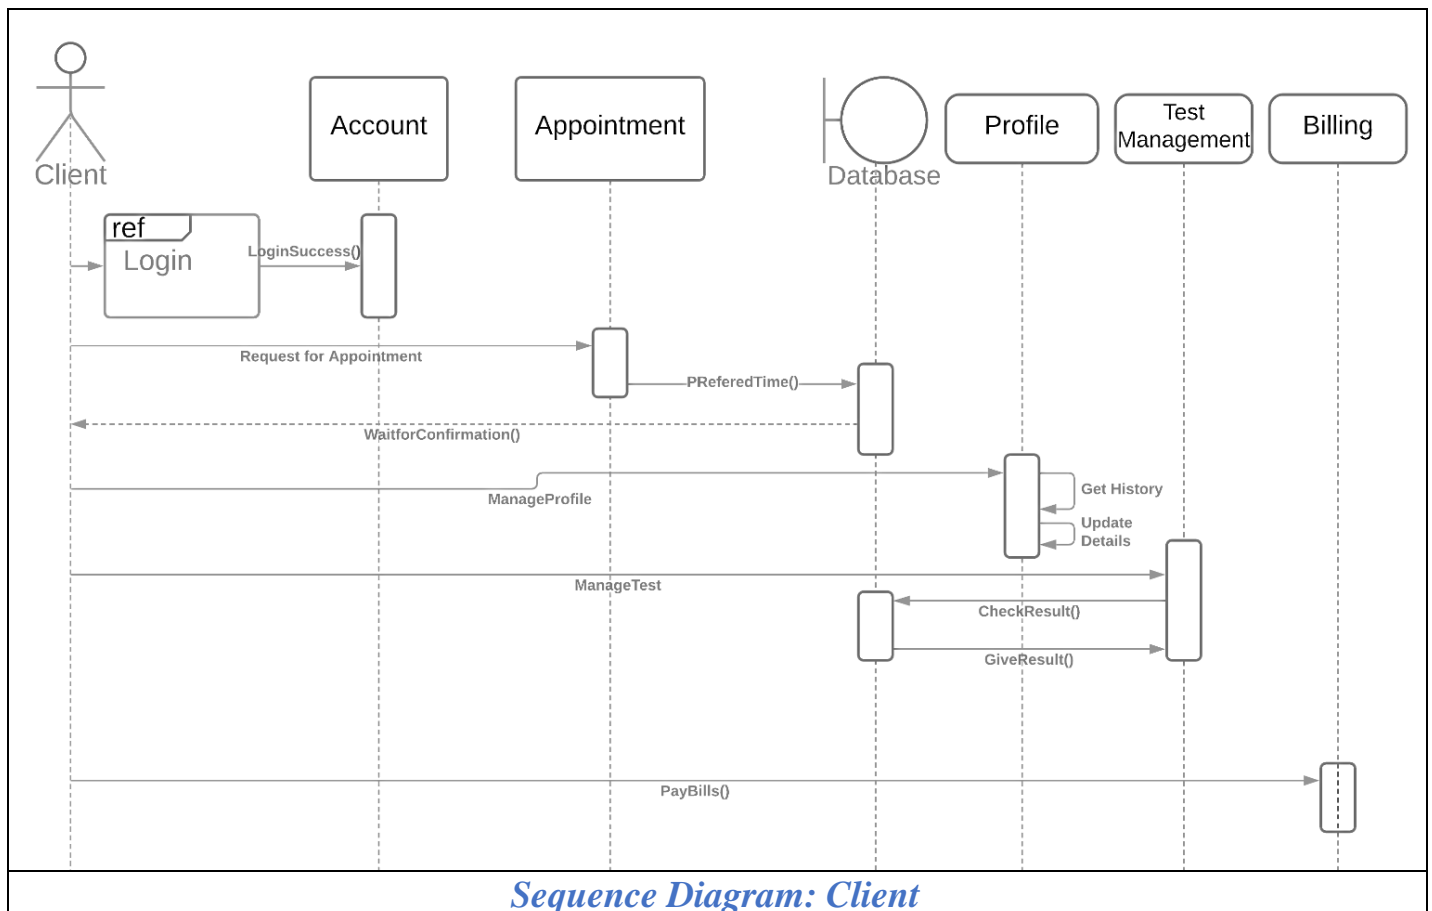 Client
Account
Appointment
Database
Profile
Test
Management
Billing
ref
Login
LoginSuccess()
Request for Appointment
PReferedTime()
WaitforConfirmation()
ManageProfile
Get History
Update
Details
ManageTest
CheckResult()
GiveResult()
PayBills()
Sequence Diagram: Client